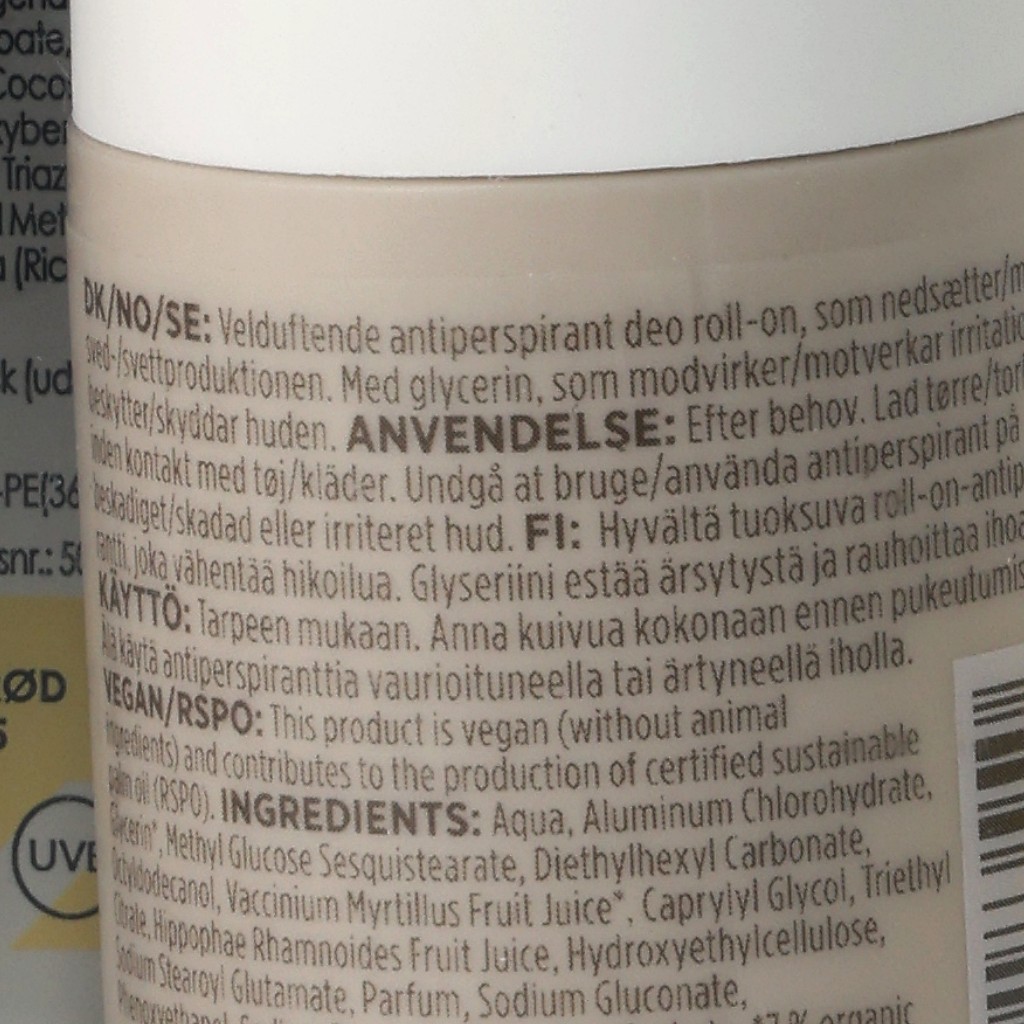 DK/NO/SE: Velduftende antiperspirant deo roll-on, som nedsætter/
sved-/svettproduktionen. Med glycerin, som modvirker/motverkar
beskytter/skyddar huden. ANVENDELSE: Efter behov. Lad tørre/
inden kontakt med tøj/kläder. Undgå at bruge/använda antiperspirant på
beskadiget/skadad eller irriteret hud. FI: Hyvältä tuoksuva roll-on-
joka vähentää hikoilua. Glyseriini estää ärsytystä ja rauhoittaa
KÄYTTÖ: Tarpeen mukaan. Anna kuivua kokonaan ennen
Älä käytä antiperspiranttia vaurioituneella tai ärtyneellä iholla.
VEGAN/RSPO: This product is vegan (without animal
ingredients) and contributes to the production of certified sustainable
palm oil (RSPO). INGREDIENTS: Aqua, Aluminum Chlorohydrate,
Glycerin*, Methyl Glucose Sesquistearate, Diethylhexyl Carbonate,
Octyldodecanol, Vaccinium Myrtillus Fruit Juice*, Caprylyl Glycol, Triethyl
Citrate, Hippophae Rhamnoides Fruit Juice, Hydroxyethylcellulose,
Sodium Stearoyl Glutamate, Parfum, Sodium Gluconate,
Phenoxyethanol,
*7 % organic